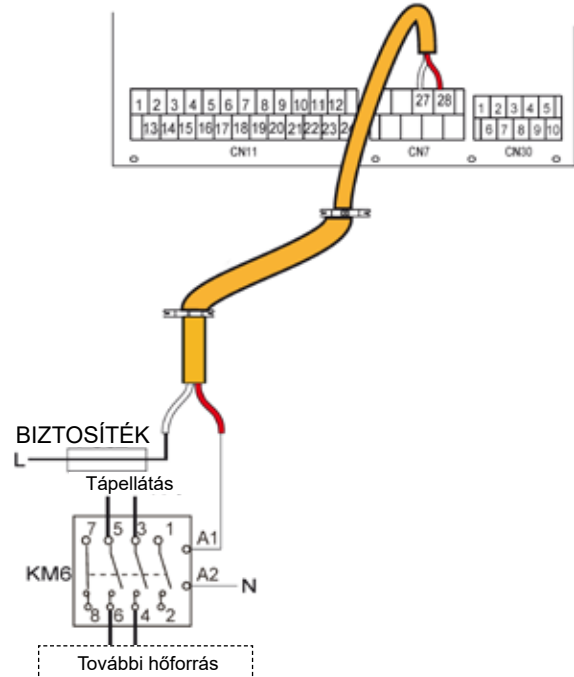 27 28
1 2 3 4 5 6 7 8 9 10 11 12
1 2 3 4 5
13 14 15 16 17 18 19 20 21 22 23
6 7 8 9 10
CN11
CN7
CN30
BIZTOSÍTÉK
L
Tápellátás
7 5 3 1
A1
KM6
A2
N
8 6 4 2
További hőforrás